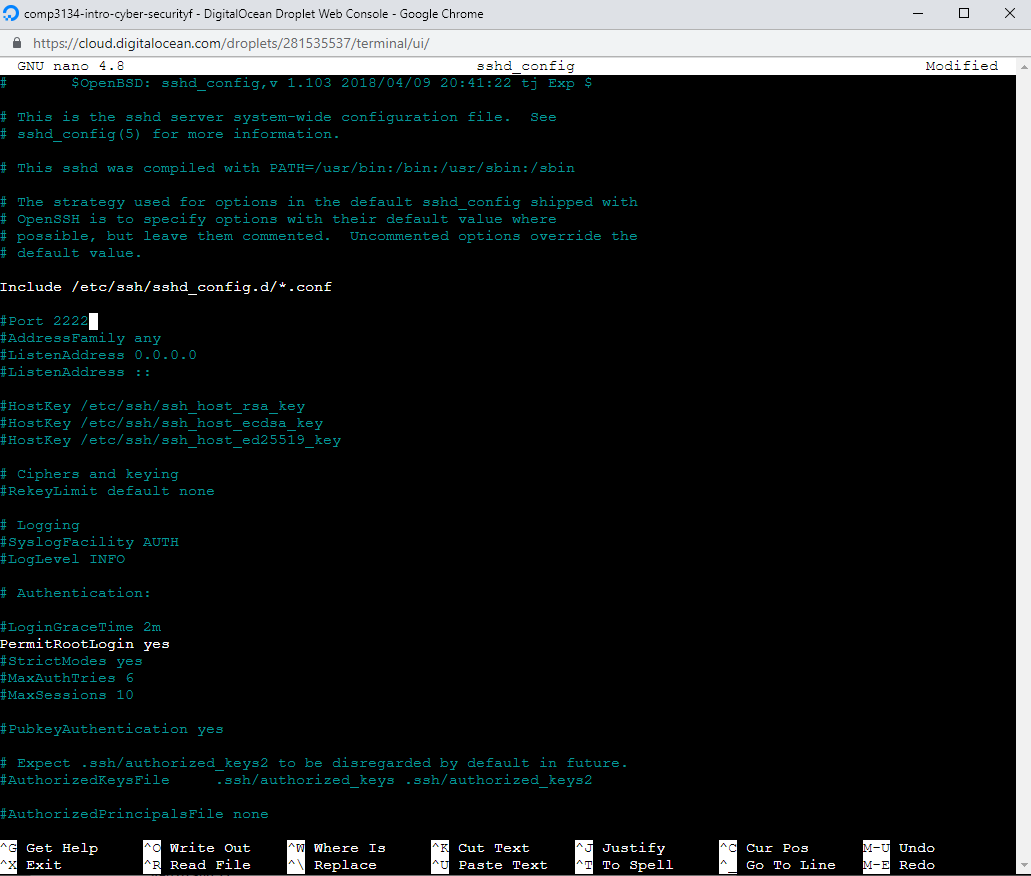 comp3134-intro-cyber-securityf - DigitalOcean Droplet Web Console - Google Chrome
https://cloud.digitalocean.com/droplets/281535537/terminal/ui/
GNU nano 4.8 sshd_config Modified
# $OpenBSD: sshd_config,v 1.103 2018/04/09 20:41:22 tj Exp $
# This is the sshd server system-wide configuration file.  See
# sshd_config(5) for more information.
# This sshd was compiled with PATH=/usr/bin:/bin:/usr/sbin:/sbin
# The strategy used for options in the default sshd_config shipped with
# OpenSSH is to specify options with their default value where
# possible, but leave them commented.  Uncommented options override the
# default value.
Include /etc/ssh/sshd_config.d/*.conf
#Port 2222
#AddressFamily any
#ListenAddress 0.0.0.0
#ListenAddress ::
#HostKey /etc/ssh/ssh_host_rsa_key
#HostKey /etc/ssh/ssh_host_ecdsa_key
#HostKey /etc/ssh/ssh_host_ed25519_key
# Ciphers and keying
#RekeyLimit default none
# Logging
#SyslogFacility AUTH
#LogLevel INFO
# Authentication:
#LoginGraceTime 2m
PermitRootLogin yes
#StrictModes yes
#MaxAuthTries 6
#MaxSessions 10
#PubkeyAuthentication yes
# Expect .ssh/authorized_keys2 to be disregarded by default in future.
#AuthorizedKeysFile .ssh/authorized_keys .ssh/authorized_keys2
#AuthorizedPrincipalsFile none
^G Get Help ^O Write Out ^W Where Is ^K Cut Text ^J Justify ^C Cur Pos M-U Undo
^X Exit ^R Read File ^\ Replace ^U Paste Text ^T To Spell ^_ Go To Line M-E Redo